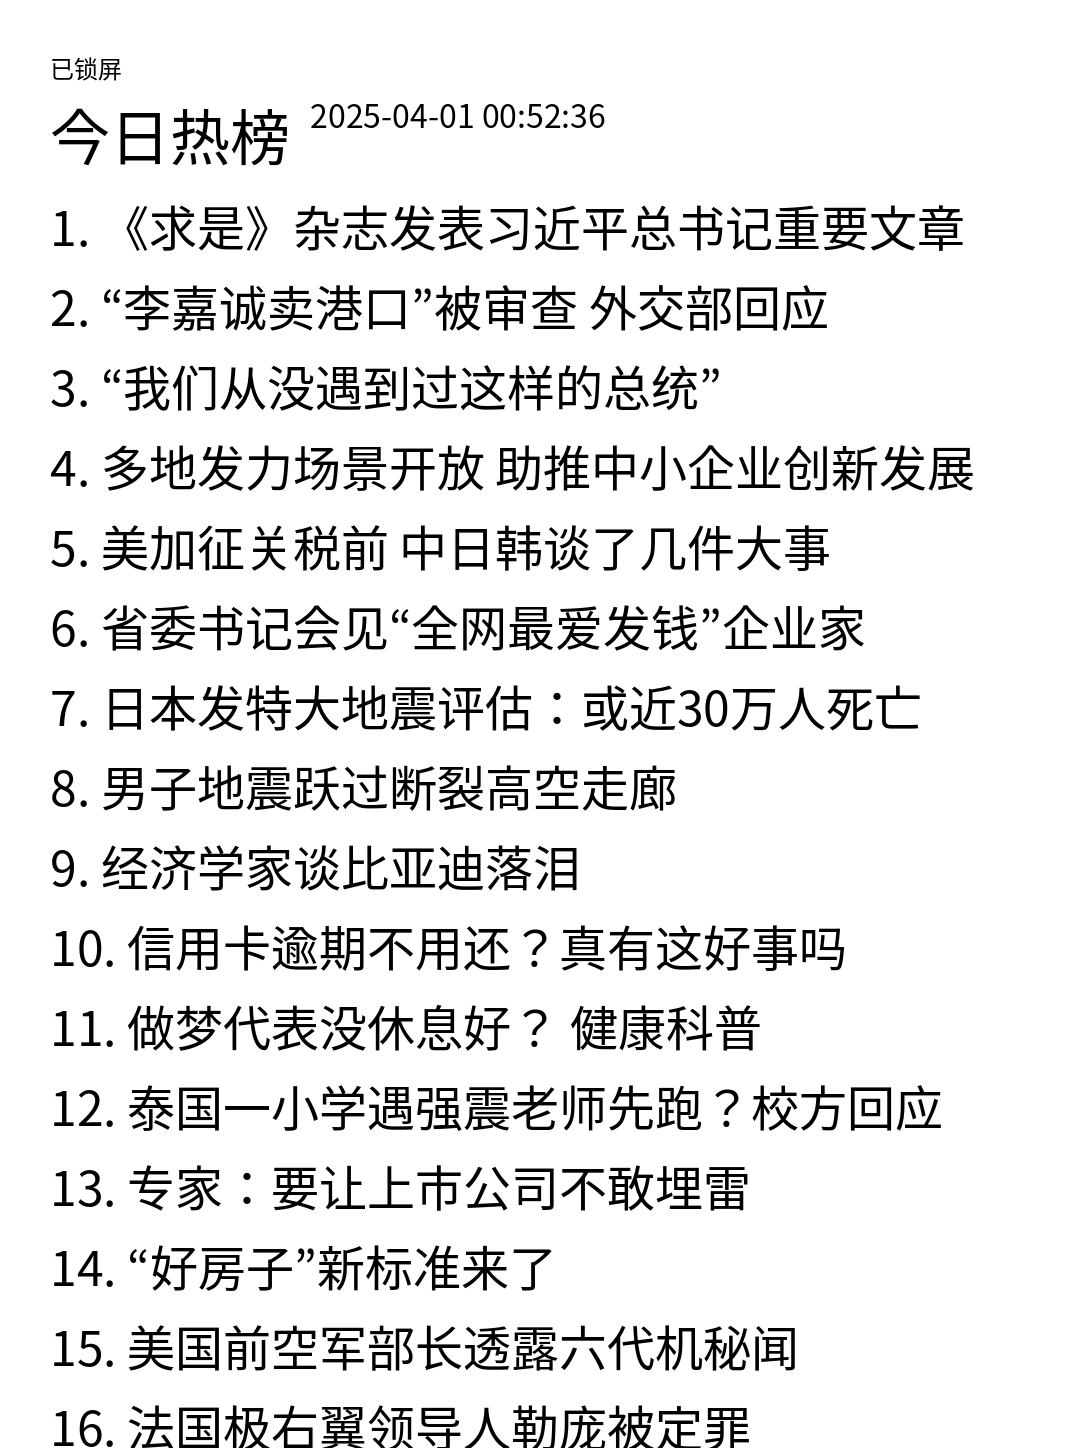 已锁屏
今日热榜 2025-04-01 00:52:36
1. 《求是》杂志发表习近平总书记重要文章
2. “李嘉诚卖港口”被审查 外交部回应
3. “我们从没遇到过这样的总统”
4. 多地发力场景开放 助推中小企业创新发展
5. 美加征关税前 中日韩谈了几件大事
6. 省委书记会见“全网最爱发钱”企业家
7. 日本发特大地震评估：或近30万人死亡
8. 男子地震跃过断裂高空走廊
9. 经济学家谈比亚迪落泪
10. 信用卡逾期不用还？真有这好事吗
11. 做梦代表没休息好？ 健康科普
12. 泰国一小学遇强震老师先跑？校方回应
13. 专家：要让上市公司不敢埋雷
14. “好房子”新标准来了
15. 美国前空军部长透露六代机秘闻
16. 法国极右翼领导人勒庞被定罪